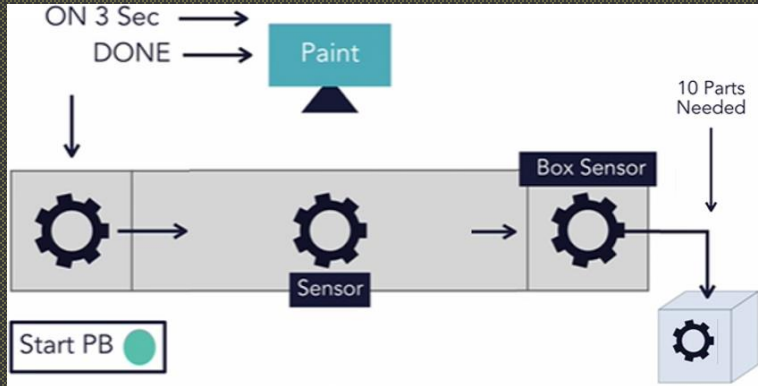 ON 3 Sec
DONE
Paint
10 Parts
Needed
Box Sensor
Sensor
Start PB